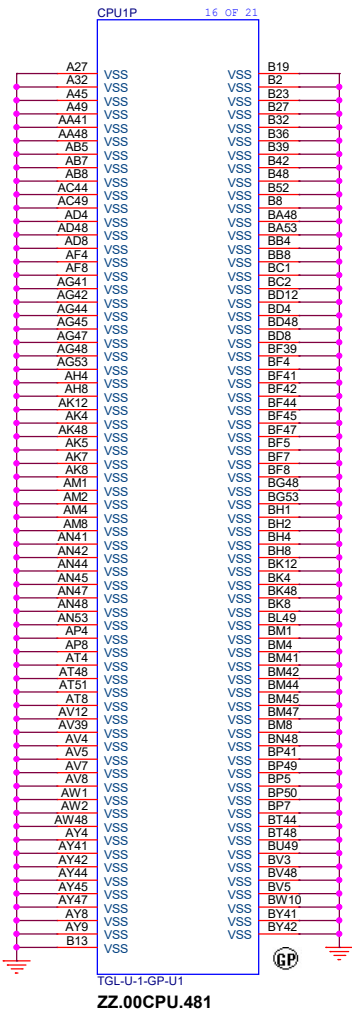 CPU1P 16 OF 21
A27 VSS VSS B19
A32 VSS VSS B2
A45 VSS VSS B23
A49 VSS VSS B27
AA41 VSS VSS B32
AA48 VSS VSS B36
AB5 VSS VSS B39
AB7 VSS VSS B42
AB8 VSS VSS B48
AC44 VSS VSS B52
AC49 VSS VSS B8
AD4 VSS VSS BA48
AD48 VSS VSS BA53
AD8 VSS VSS BB4
AF4 VSS VSS BB8
AF8 VSS VSS BC1
AG41 VSS VSS BC2
AG42 VSS VSS BD12
AG44 VSS VSS BD4
AG45 VSS VSS BD48
AG47 VSS VSS BD8
AG48 VSS VSS BF39
AG53 VSS VSS BF4
AH4 VSS VSS BF41
AH8 VSS VSS BF42
AK12 VSS VSS BF44
AK4 VSS VSS BF45
AK48 VSS VSS BF47
AK5 VSS VSS BF5
AK7 VSS VSS BF7
AK8 VSS VSS BF8
AM1 VSS VSS BG48
AM2 VSS VSS BG53
AM4 VSS VSS BH1
AM8 VSS VSS BH2
AN41 VSS VSS BH4
AN42 VSS VSS BH8
AN44 VSS VSS BK12
AN45 VSS VSS BK4
AN47 VSS VSS BK48
AN48 VSS VSS BK8
AN53 VSS VSS BL49
AP4 VSS VSS BM1
AP8 VSS VSS BM4
AT4 VSS VSS BM41
AT48 VSS VSS BM42
AT51 VSS VSS BM44
AT8 VSS VSS BM45
AV12 VSS VSS BM47
AV39 VSS VSS BM8
AV4 VSS VSS BN48
AV5 VSS VSS BP41
AV7 VSS VSS BP49
AV8 VSS VSS BP5
AW1 VSS VSS BP50
AW2 VSS VSS BP7
AW48 VSS VSS BT44
AY4 VSS VSS BT48
AY41 VSS VSS BU49
AY42 VSS VSS BV3
AY44 VSS VSS BV48
AY45 VSS VSS BV5
AY47 VSS VSS BW10
AY8 VSS VSS BY41
AY9 VSS VSS BY42
B13 VSS
GP
TGL-U-1-GP-U1
ZZ.00CPU.481